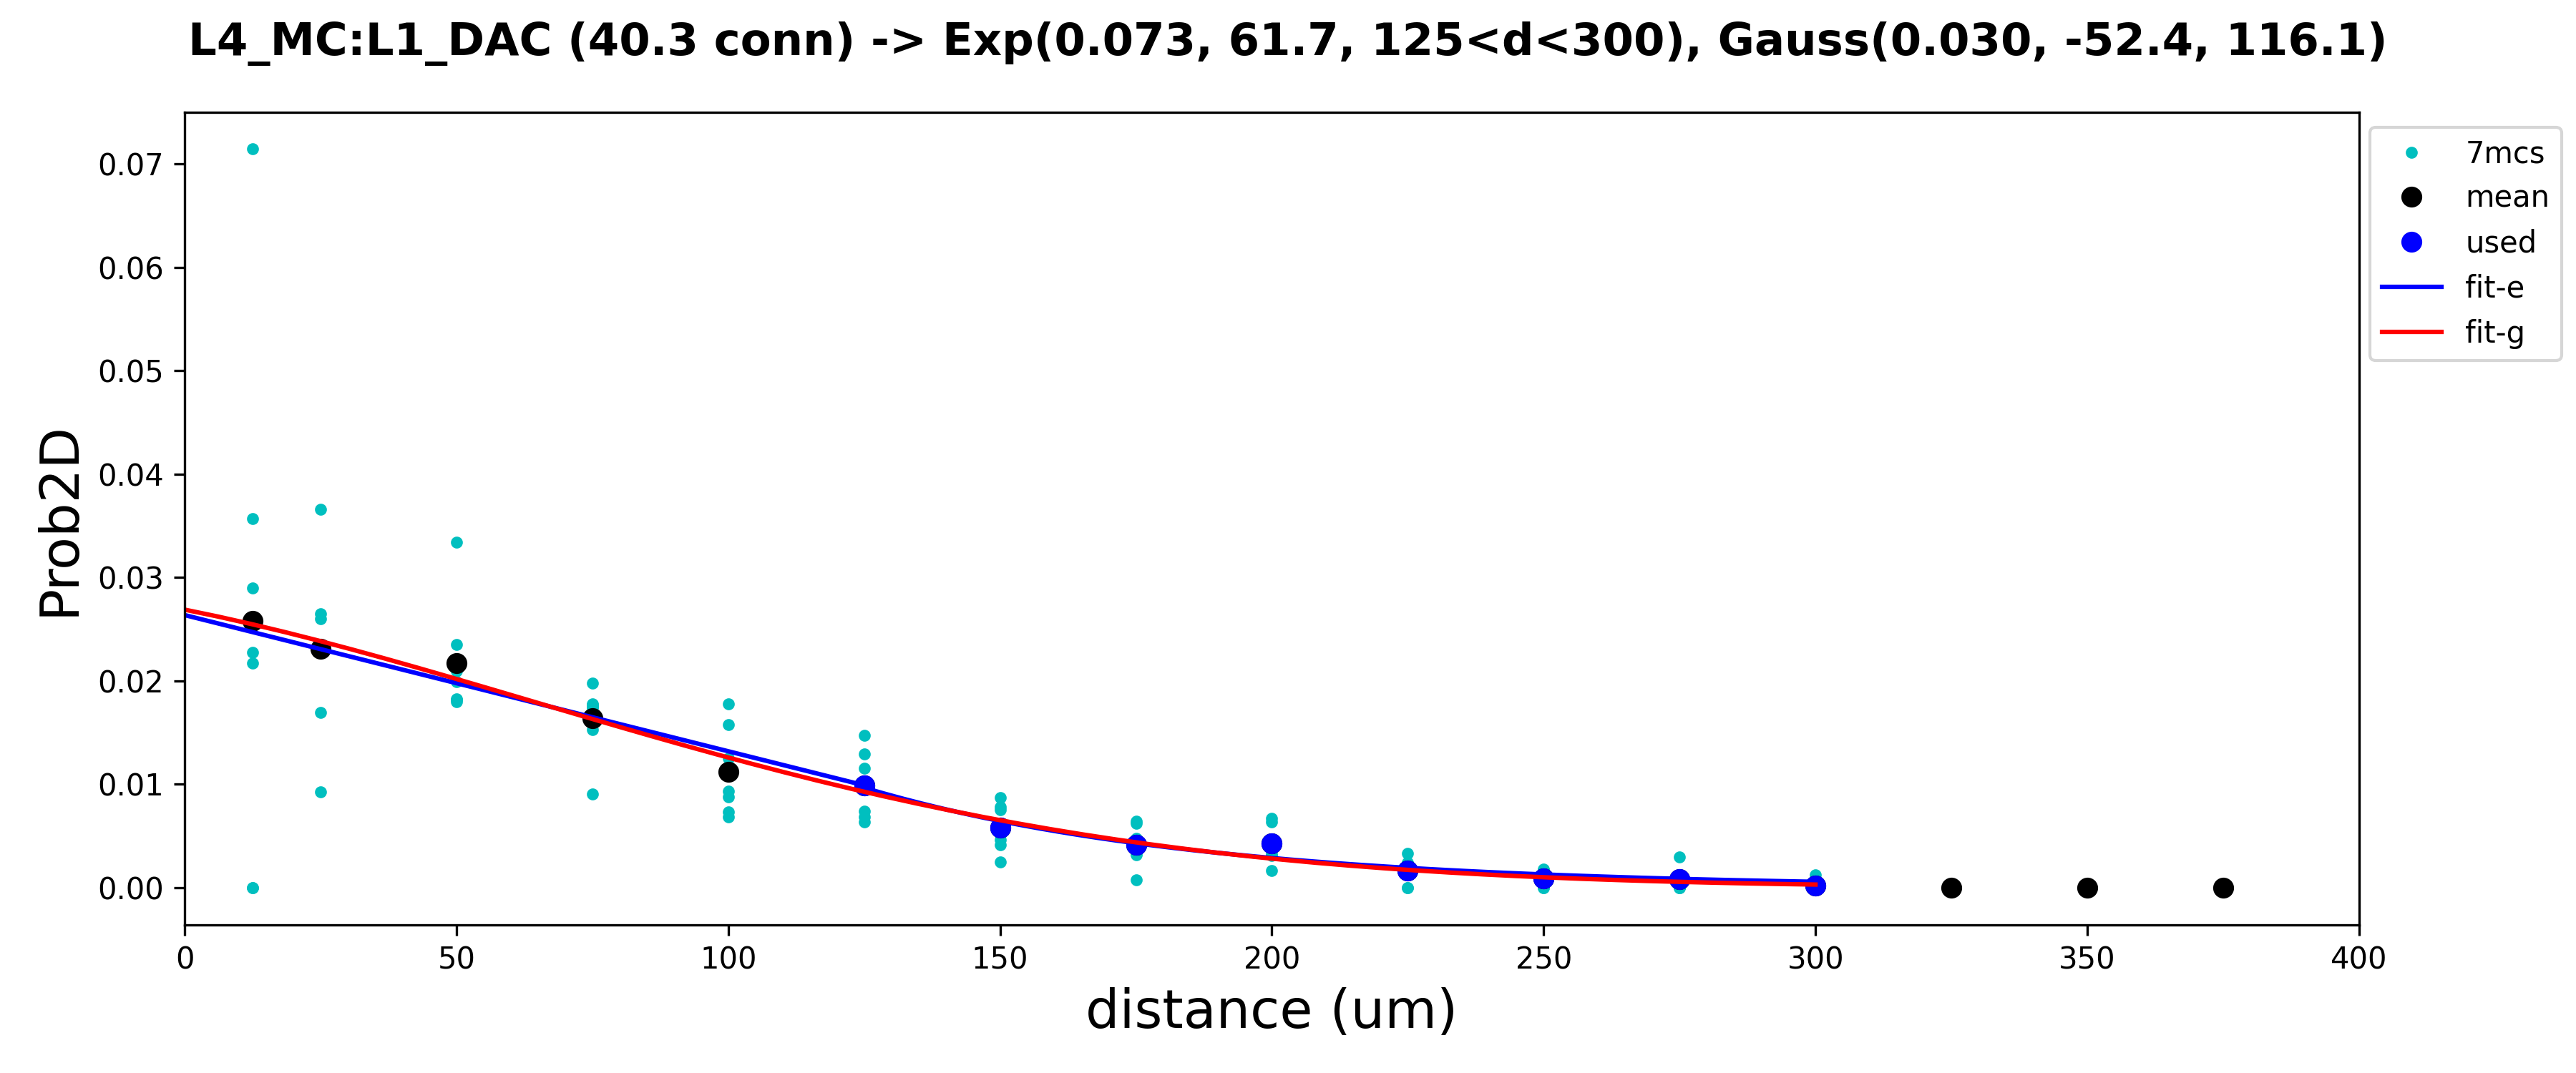 L4_MC:L1_DAC (40.3 conn) -> Exp(0.073, 61.7, 125<d<300), Gauss(0.030, -52.4, 116.1)
7mcs
mean
used
fit-e
fit-g
Prob2D
0.07
0.06
0.05
0.04
0.03
0.02
0.01
0.00
0 50 100 150 200 250 300 350 400
distance (um)